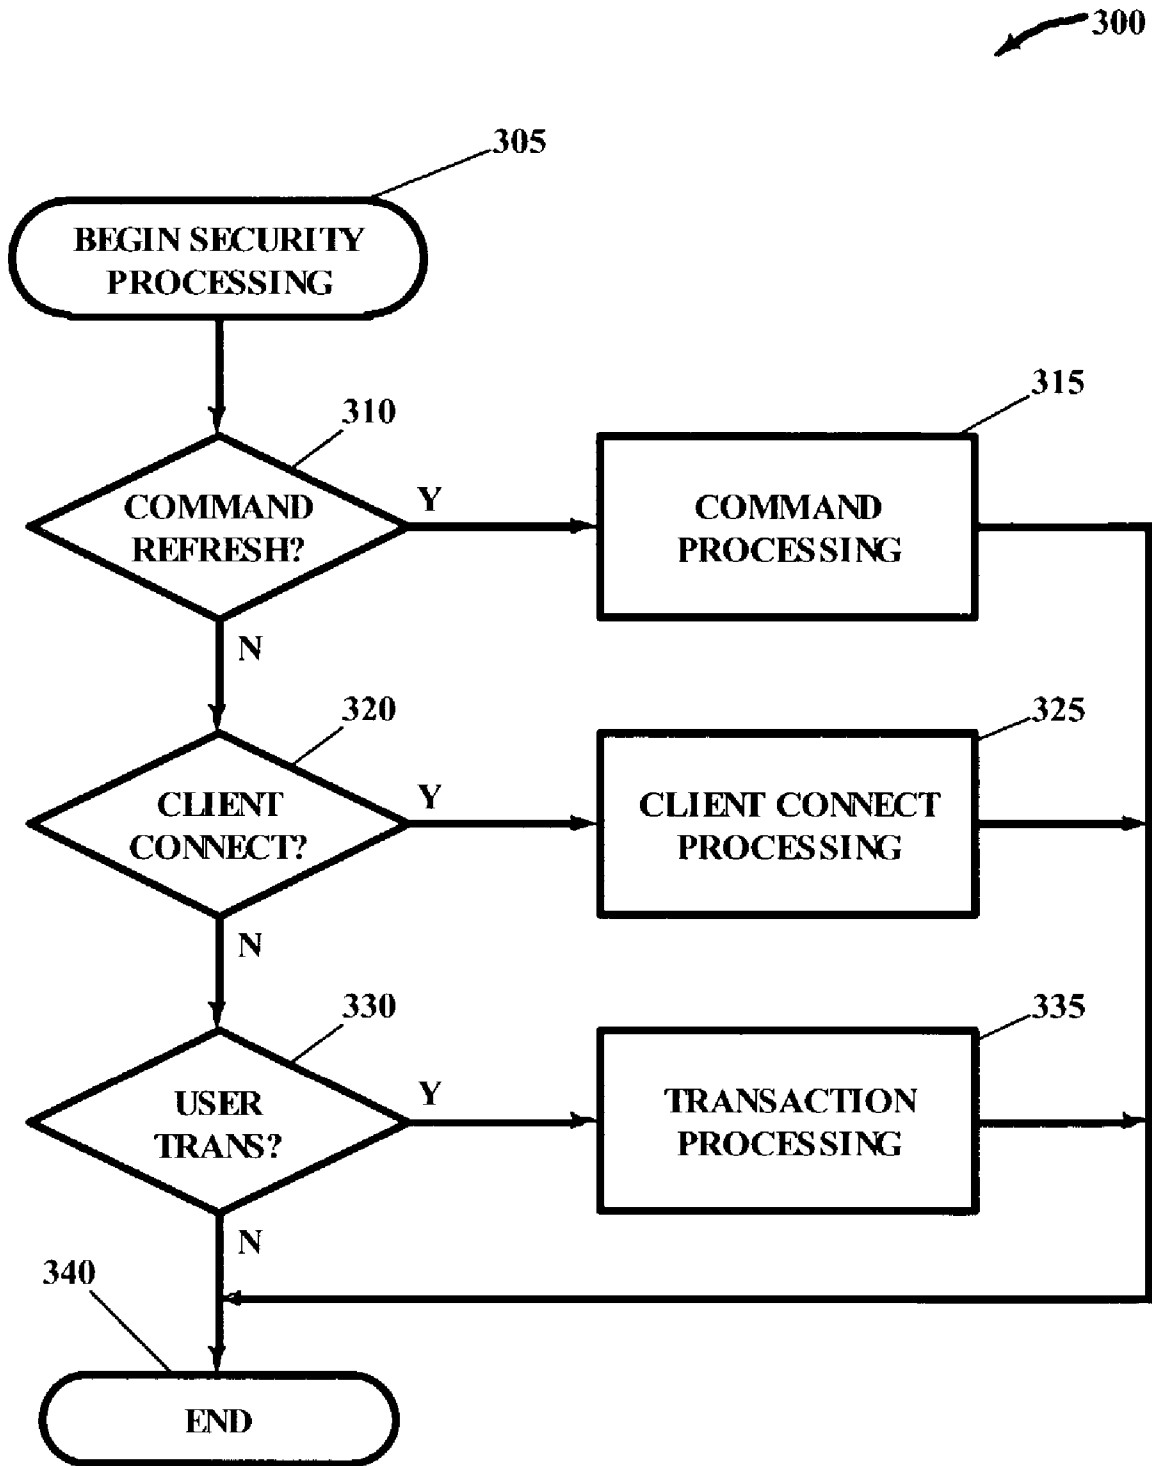 300
305
BEGIN SECURITY
PROCESSING
310
COMMAND
REFRESH?
Y
N
315
COMMAND
PROCESSING
320
CLIENT
CONNECT?
Y
N
325
CLIENT CONNECT
PROCESSING
330
USER
TRANS?
Y
N
335
TRANSACTION
PROCESSING
340
END